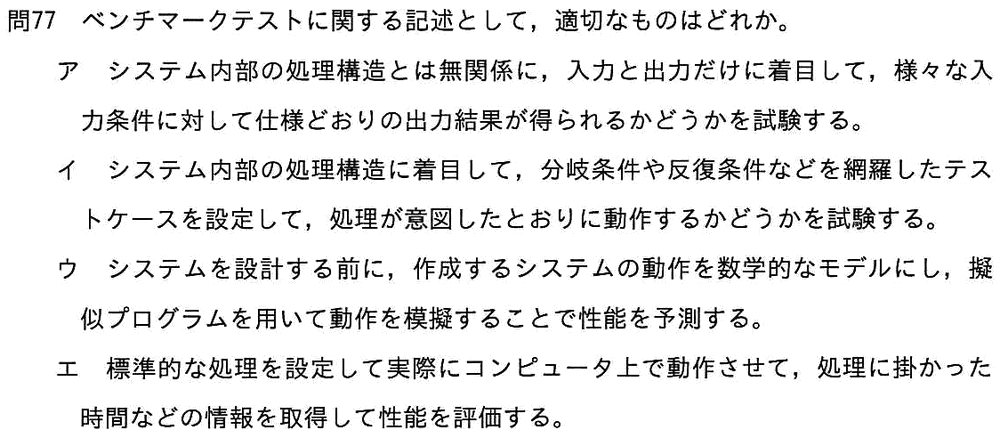 問77 ベンチマークテストに関する記述として，適切なものはどれか。
ア システム内部の処理構造とは無関係に，入力と出力だけに着目して，様々な入
力条件に対して仕様どおりの出力結果が得られるかどうかを試験する。
イ システム内部の処理構造に着目して，分岐条件や反復条件などを網羅したテス
トケースを設定して，処理が意図したとおりに動作するかどうかを試験する。
ウ システムを設計する前に，作成するシステムの動作を数学的なモデルにし，擬
似プログラムを用いて動作を模擬することで性能を予測する。
エ 標準的な処理を設定して実際にコンピュータ上で動作させて，処理に掛かった
時間などの情報を取得して性能を評価する。